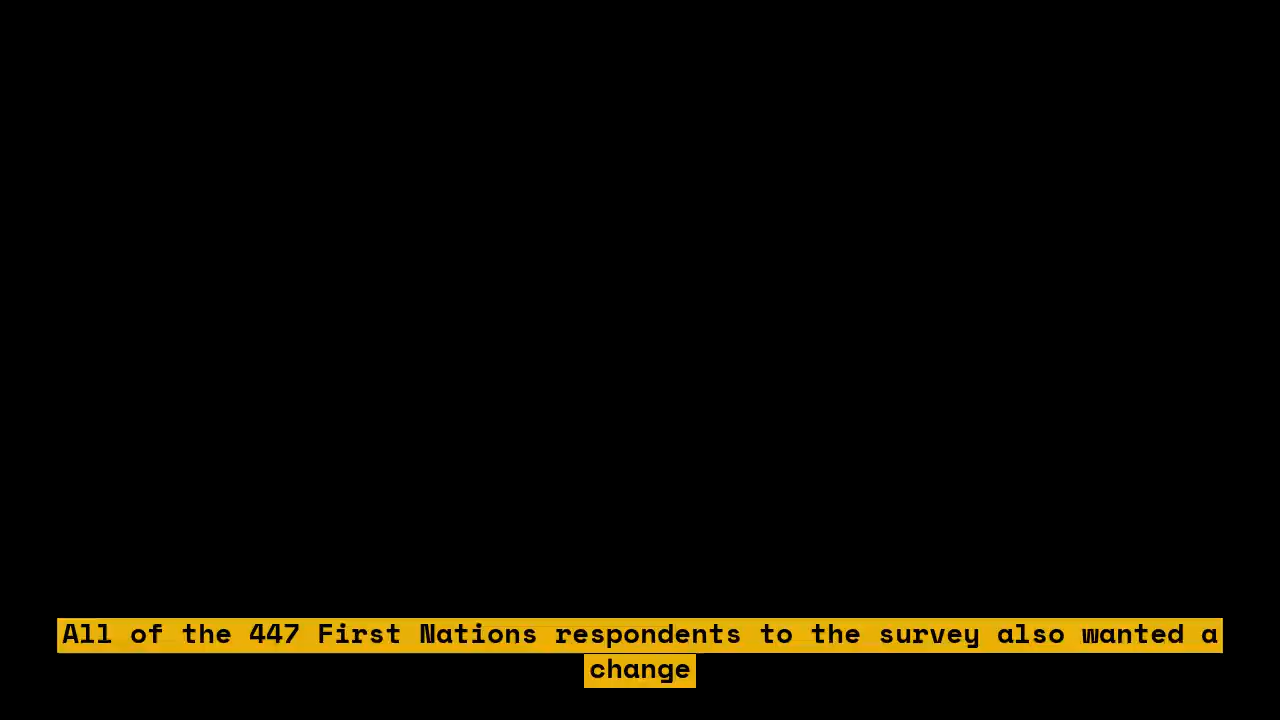 All of the 447 First Nations respondents to the survey also wanted a
change